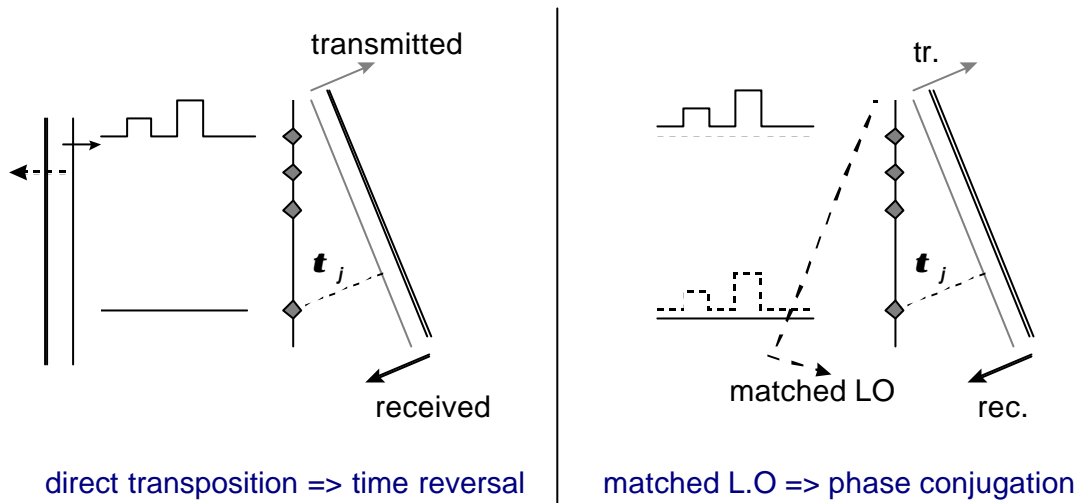 transmitted
t j
received
direct transposition => time reversal
tr.
t j
matched LO
rec.
matched L.O => phase conjugation